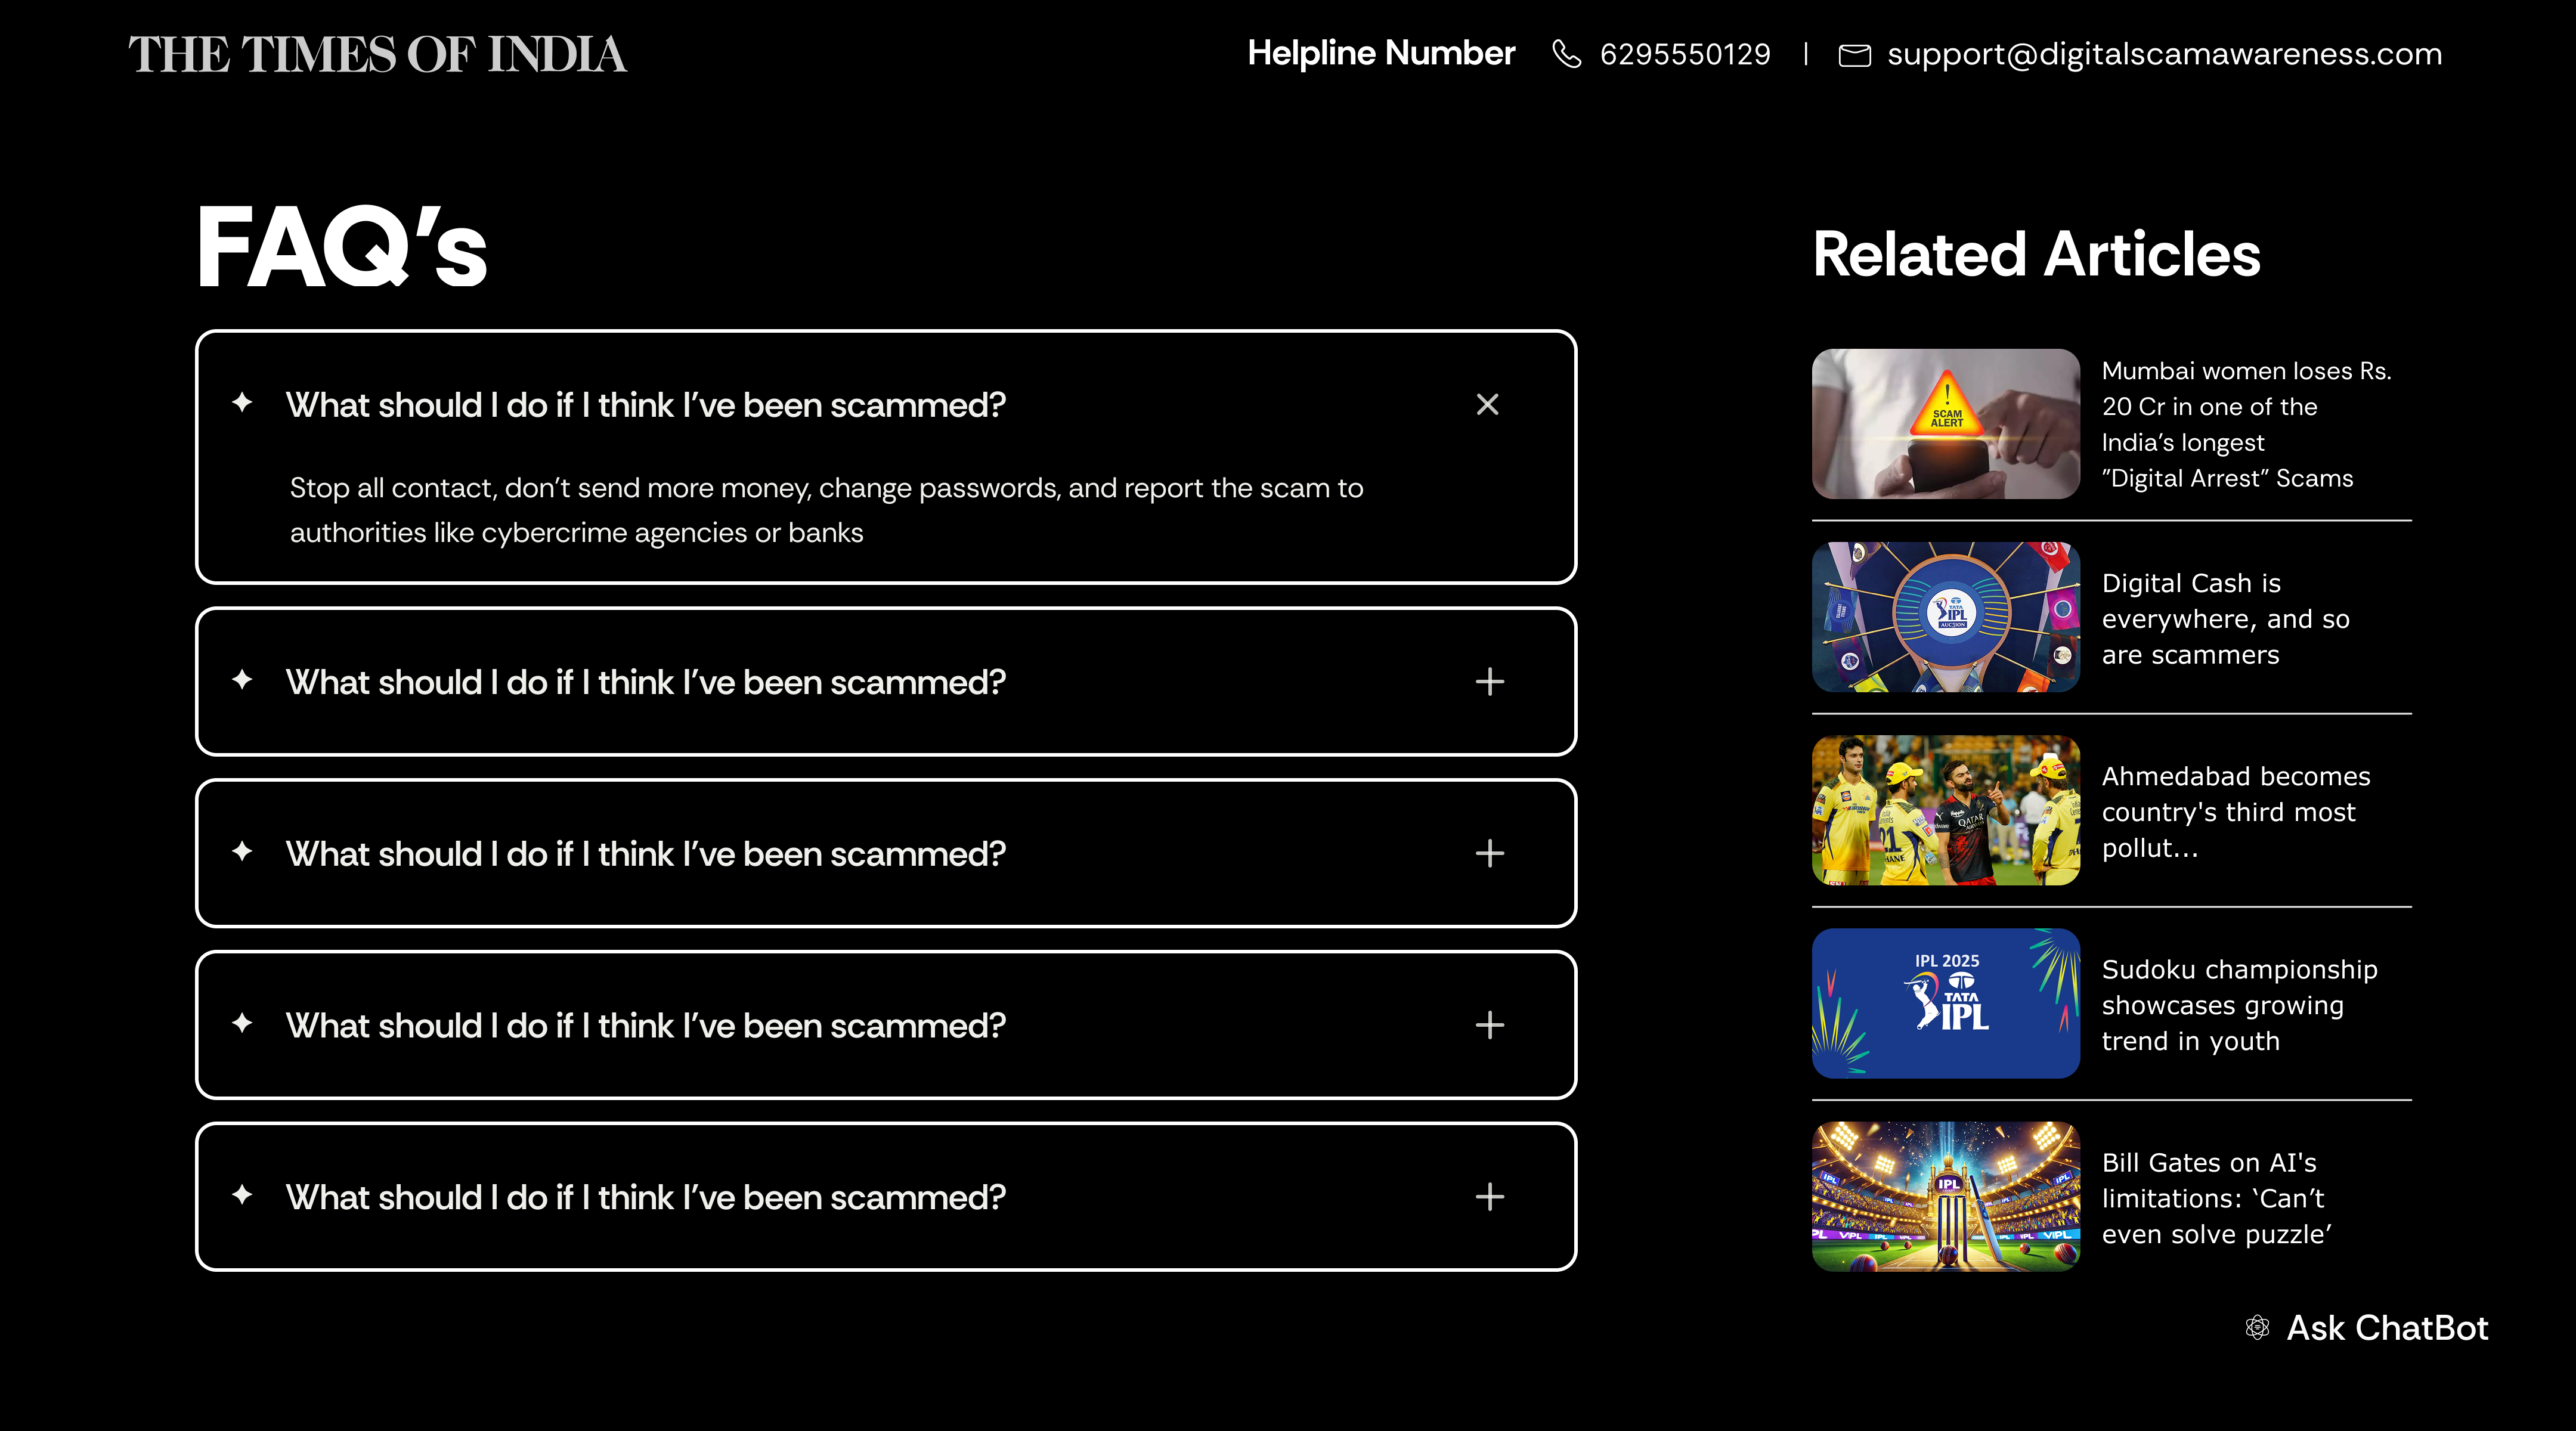 THE TIMES OF INDIA
Helpline Number 6295550129 | support@digitalscamawareness.com
FAQ’s
What should I do if I think I’ve been scammed?
Stop all contact, don’t send more money, change passwords, and report the scam to
authorities like cybercrime agencies or banks
What should I do if I think I’ve been scammed?
What should I do if I think I’ve been scammed?
What should I do if I think I’ve been scammed?
What should I do if I think I’ve been scammed?
Related Articles
SCAM
ALERT
Mumbai women loses Rs.
20 Cr in one of the
India’s longest
”Digital Arrest” Scams
TATA
IPL
AUCTION
Digital Cash is
everywhere, and so
are scammers
21
QATAR
Ahmedabad becomes
country's third most
pollut...
IPL 2025
TATA
IPL
Sudoku championship
showcases growing
trend in youth
IPL
Bill Gates on AI's
limitations: ‘Can’t
even solve puzzle’
Ask ChatBot